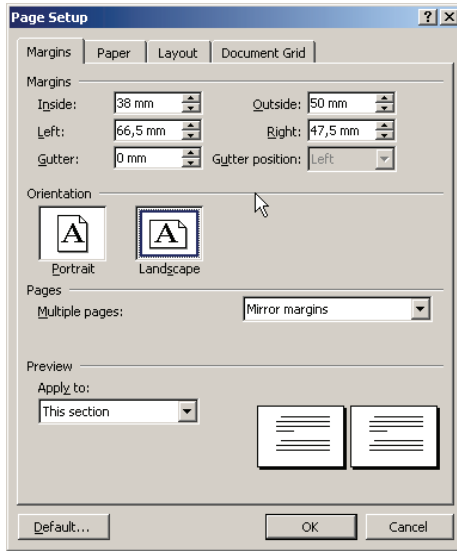 Page Setup
Margins Paper Layout Document Grid
Margins
Inside: 38 mm Outside: 50 mm
Left: 66,5 mm Right: 47,5 mm
Gutter: 0 mm Gutter position: Left
Orientation
A A
Portrait Landscape
Pages
Multiple pages: Mirror margins
Preview
Apply to:
This section
Default... OK Cancel